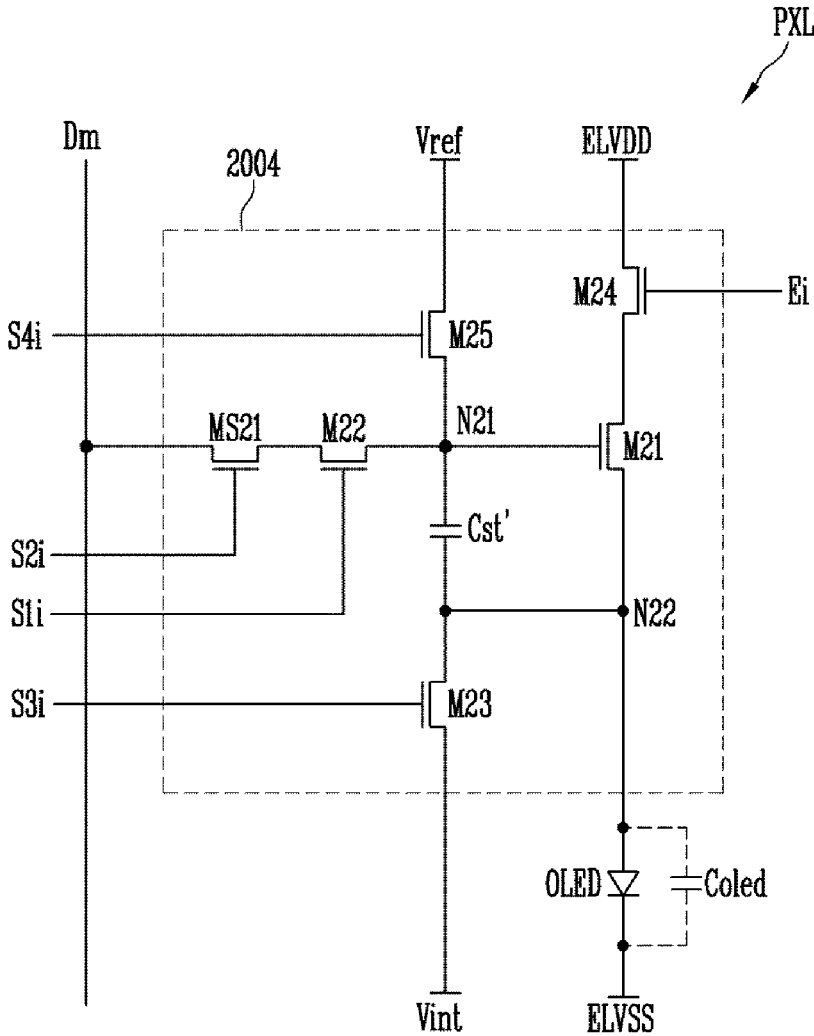 PXL
Dm
Vref
ELVDD
2004
M24
Ei
S4i
M25
MS21
M22
N21
M21
Cst'
S2i
S1i
N22
S3i
M23
OLED
Coled
Vint
ELVSS